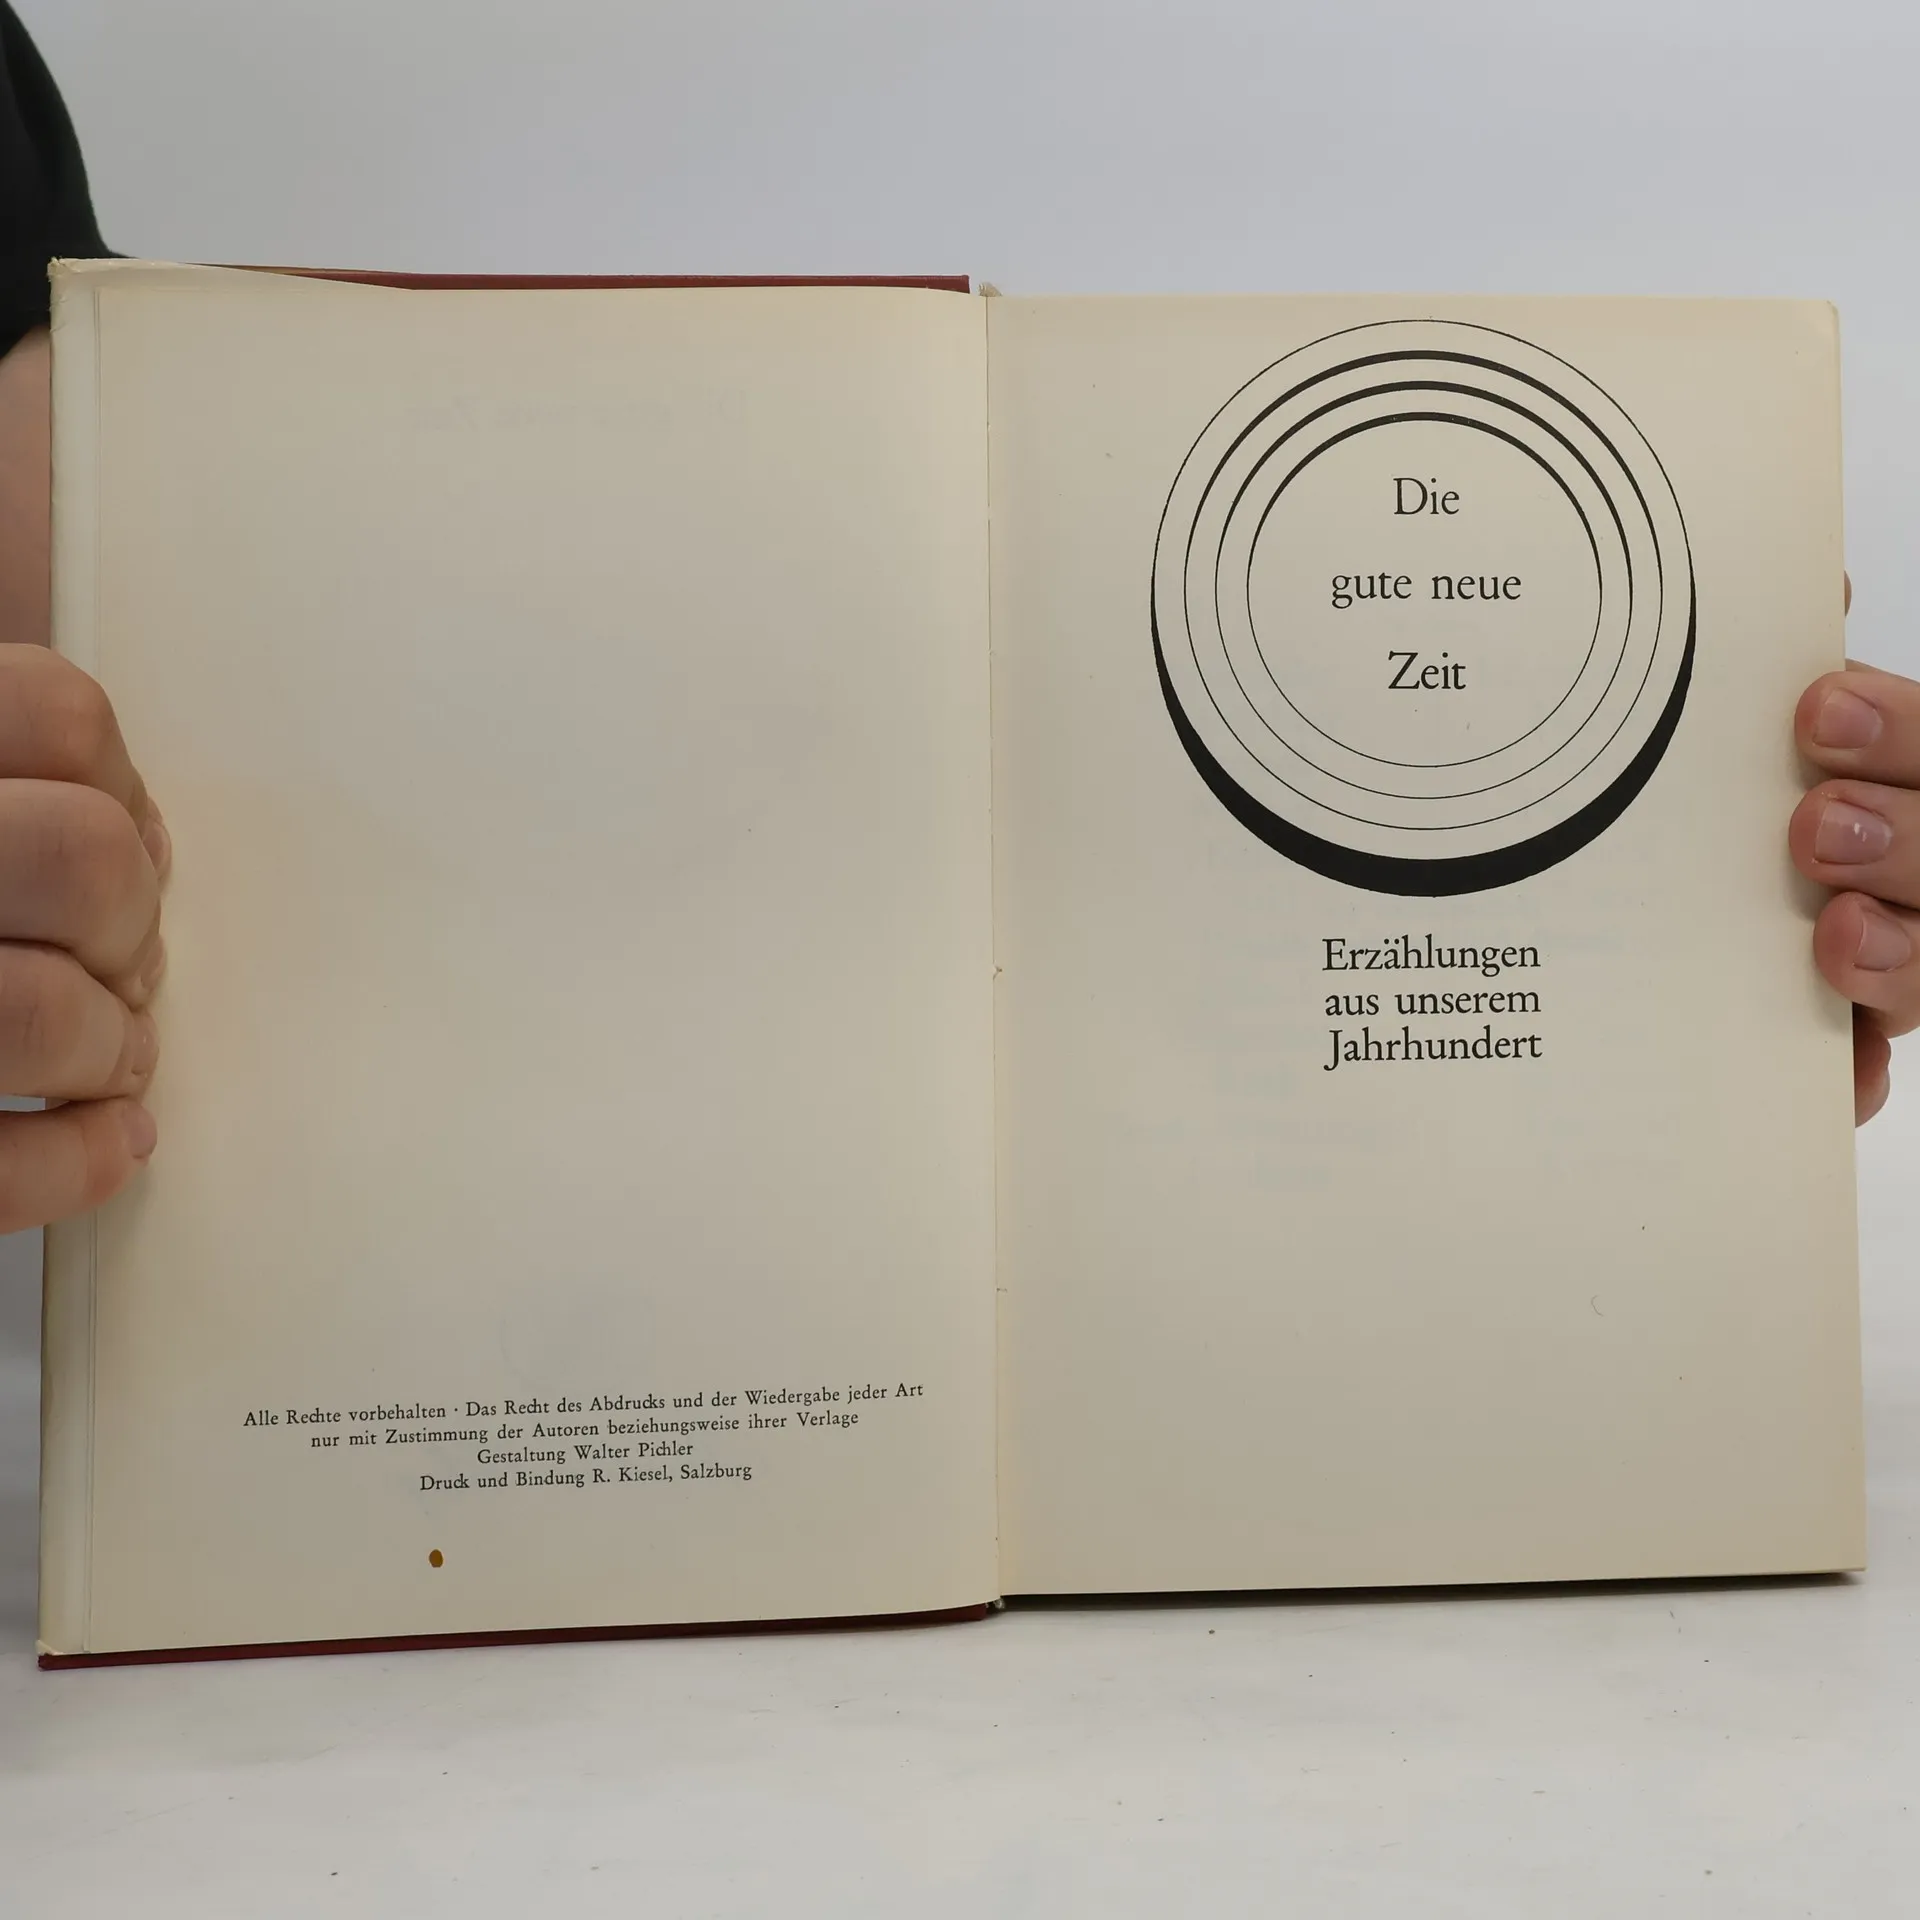 Alle Rechte vorbehalten · Das Recht des Abdrucks und der Wiedergabe jeder Art
nur mit Zustimmung der Autoren beziehungsweise ihrer Verlage
Gestaltung Walter Pichler
Druck und Bindung R. Kiesel, Salzburg
Die
gute neue
Zeit
Erzählungen
aus unserem
Jahrhundert